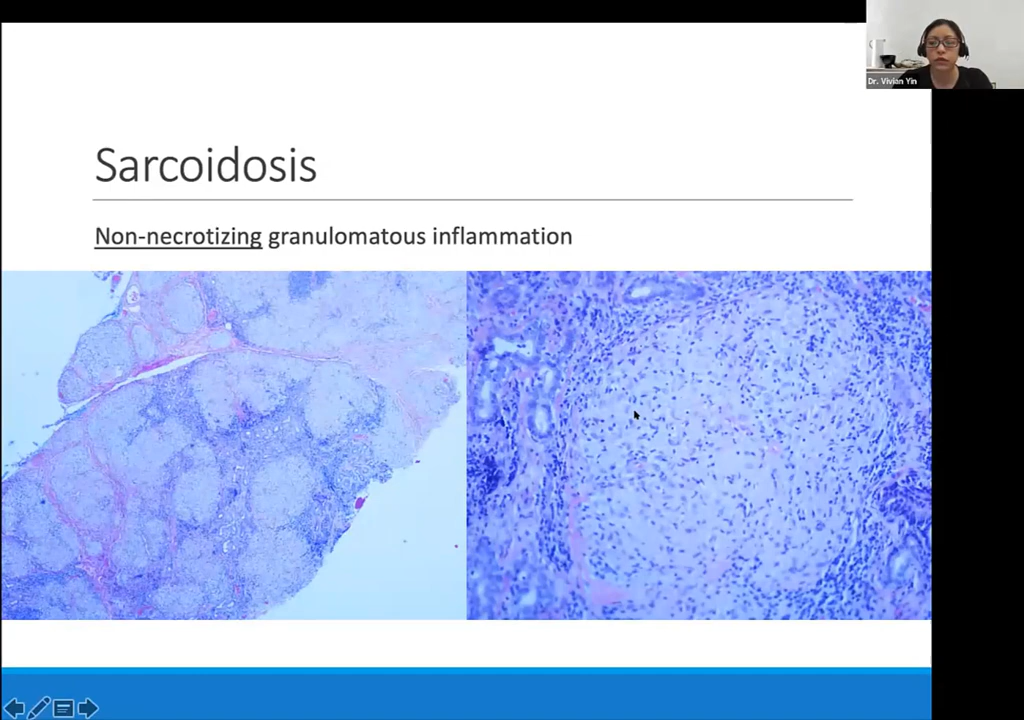 Dr. Vivian Yin
Sarcoidosis
Non-necrotizing granulomatous inflammation